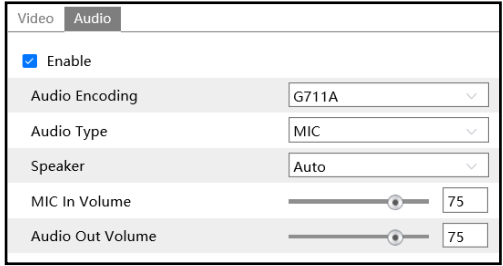 Video Audio
Enable
Audio Encoding G711A
Audio Type MIC
Speaker Auto
MIC In Volume 75
Audio Out Volume 75